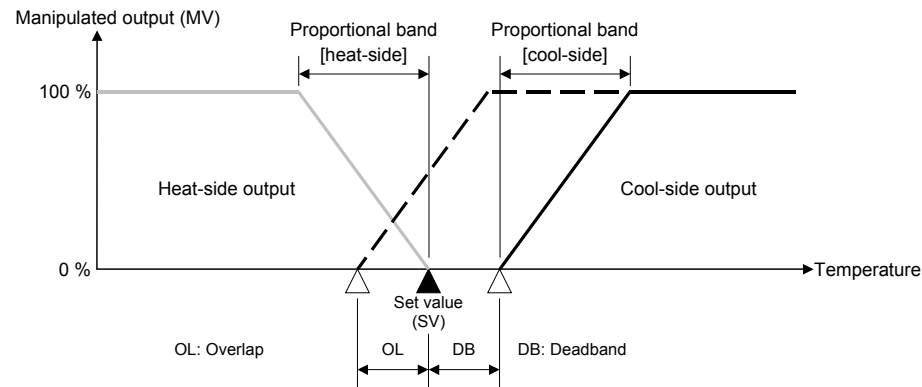 Manipulated output (MV)
Proportional band
[heat-side]
Proportional band
[cool-side]
100 %
Heat-side output
Cool-side output
0 %
Temperature
Set value
(SV)
OL: Overlap
OL
DB
DB: Deadband